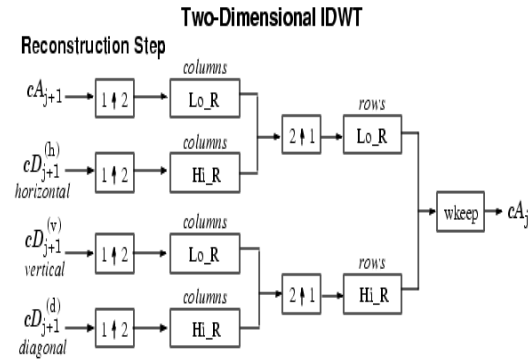 Two-Dimensional IDWT
Reconstruction Step
columns
cA j+1 1 ↑ 2 Lo_R
rows
2 ↑ 1 Lo_R
columns
cD j+1 (h) 1 ↑ 2 Hi_R
horizontal
wkeep cA j
columns
cD j+1 (v) 1 ↑ 2 Lo_R
vertical
rows
2 ↑ 1 Hi_R
columns
cD j+1 (d) 1 ↑ 2 Hi_R
diagonal